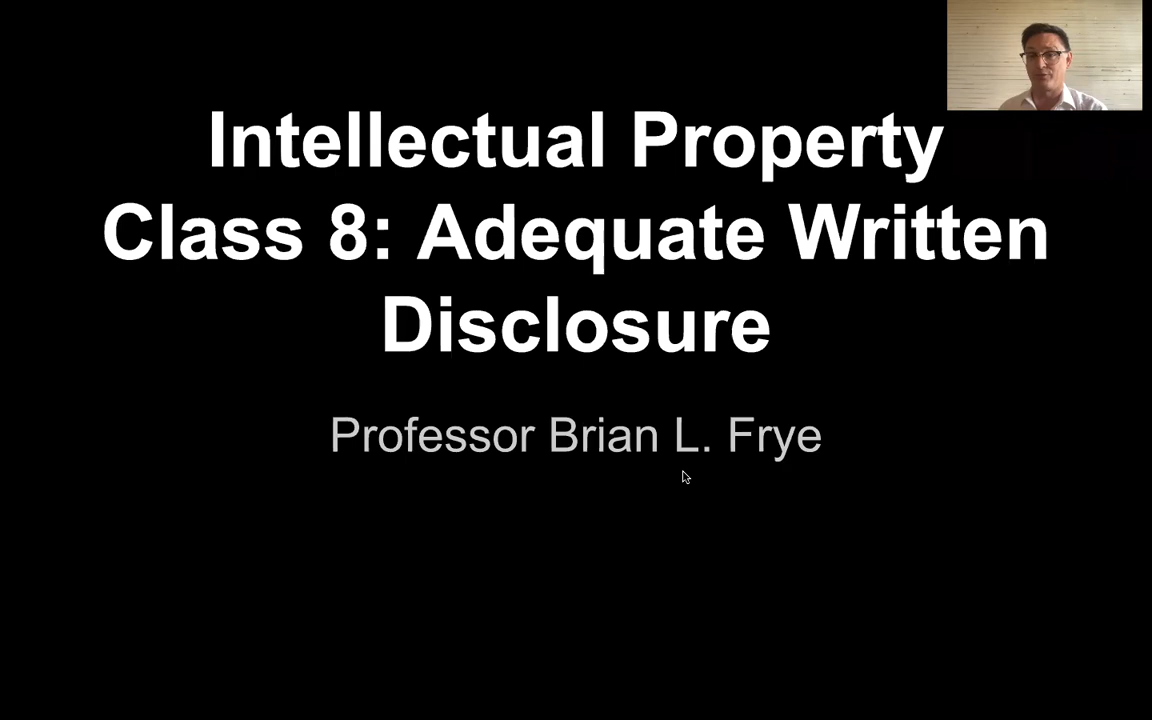 Intellectual Property
Class 8: Adequate Written
Disclosure
Professor Brian L. Frye